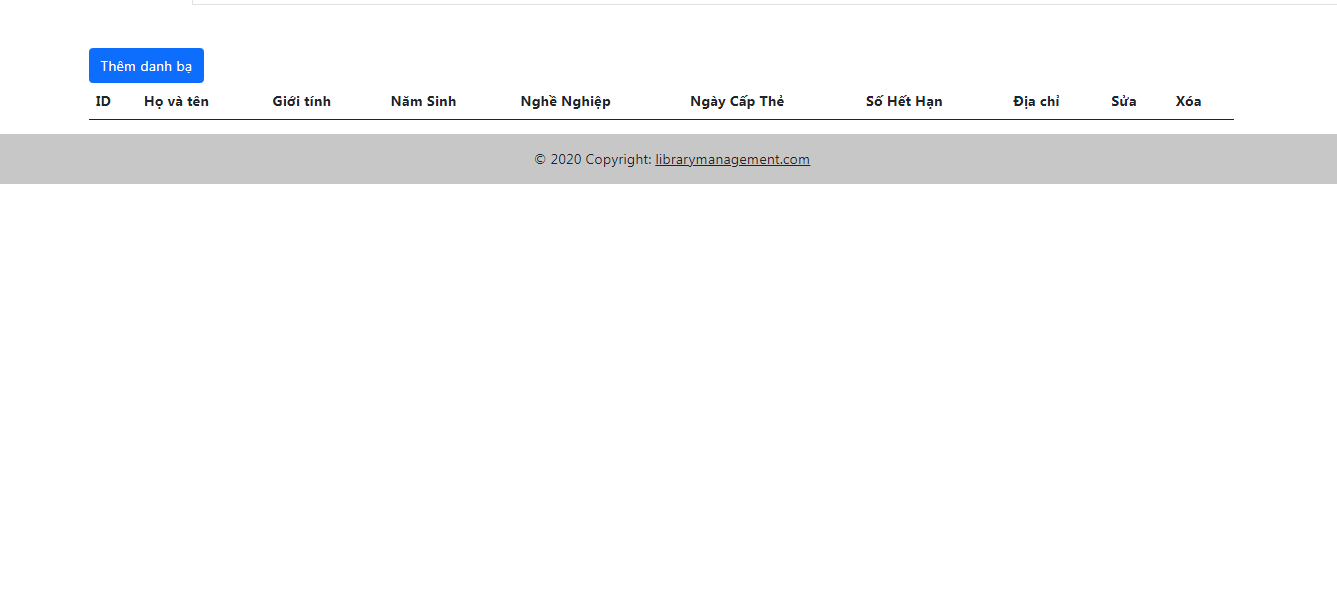 Thêm danh bạ
ID Họ và tên Giới tính Năm Sinh Nghề Nghiệp Ngày Cấp Thẻ Số Hết Hạn Địa chỉ Sửa Xóa
© 2020 Copyright: librarymanagement.com